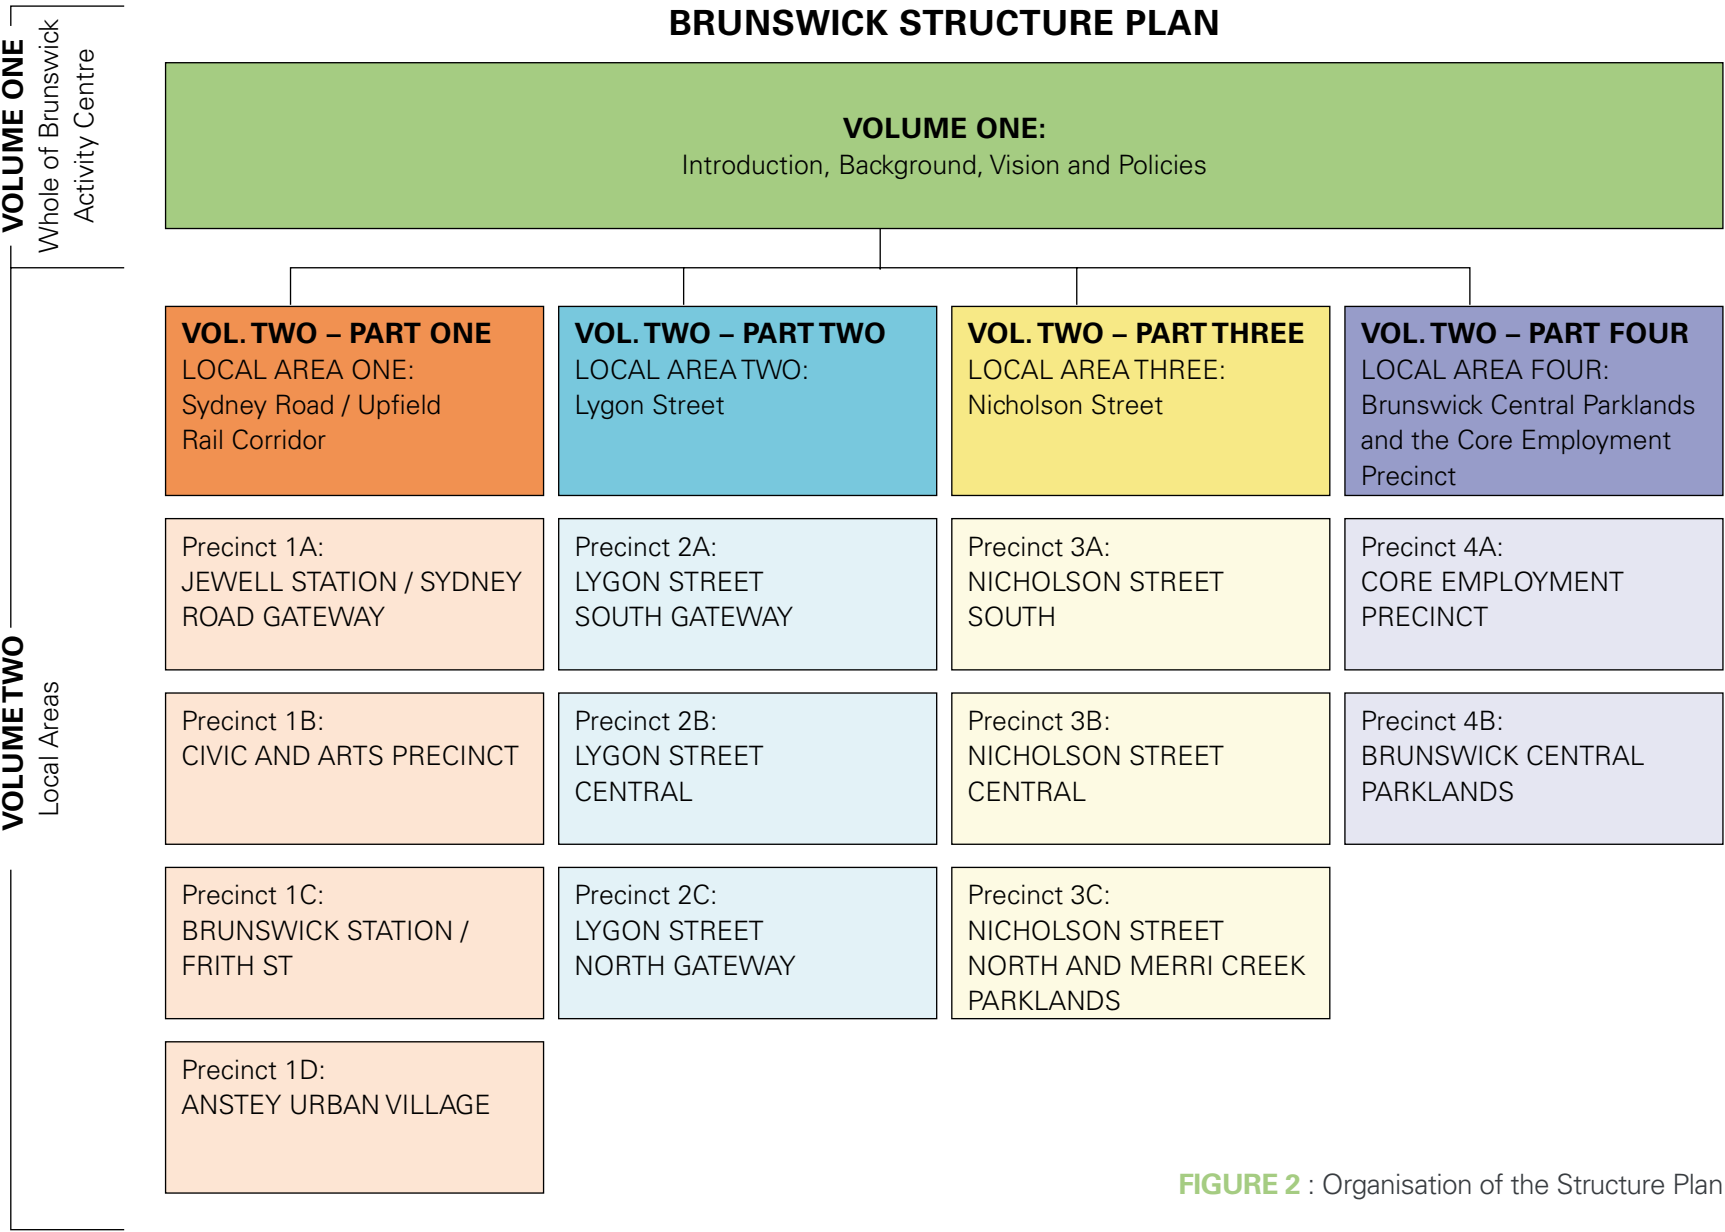 BRUNSWICK STRUCTURE PLAN
VOLUME ONE
Whole of Brunswick
Activity Centre
VOLUME ONE:
Introduction, Background, Vision and Policies
VOLUME TWO
Local Areas
VOL. TWO – PART ONE
LOCAL AREA ONE:
Sydney Road / Upfield
Rail Corridor
Precinct 1A:
JEWELL STATION / SYDNEY
ROAD GATEWAY
Precinct 1B:
CIVIC AND ARTS PRECINCT
Precinct 1C:
BRUNSWICK STATION /
FRITH ST
Precinct 1D:
ANSTEY URBAN VILLAGE
VOL. TWO – PART TWO
LOCAL AREA TWO:
Lygon Street
Precinct 2A:
LYGON STREET
SOUTH GATEWAY
Precinct 2B:
LYGON STREET
CENTRAL
Precinct 2C:
LYGON STREET
NORTH GATEWAY
VOL. TWO – PART THREE
LOCAL AREA THREE:
Nicholson Street
Precinct 3A:
NICHOLSON STREET
SOUTH
Precinct 3B:
NICHOLSON STREET
CENTRAL
Precinct 3C:
NICHOLSON STREET
NORTH AND MERRI CREEK
PARKLANDS
VOL. TWO – PART FOUR
LOCAL AREA FOUR:
Brunswick Central Parklands
and the Core Employment
Precinct
Precinct 4A:
CORE EMPLOYMENT
PRECINCT
Precinct 4B:
BRUNSWICK CENTRAL
PARKLANDS
FIGURE 2 : Organisation of the Structure Plan